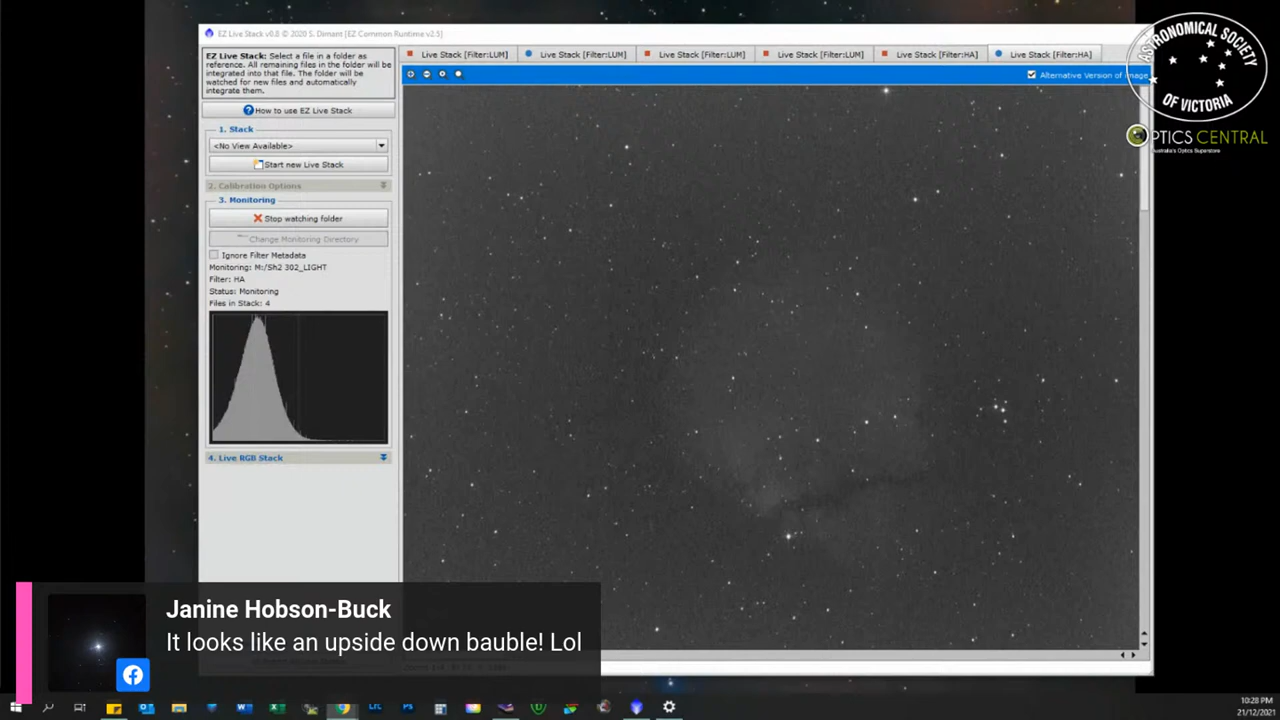 EZ Live Stack v0.8 © 2020 S. Dimant [EZ Common Runtime v2.5]
EZ Live Stack: Select a file in a folder as
reference. All remaining files in the folder will be
integrated into that file. The folder will be
watched for new files and automatically
integrate them.
How to use EZ Live Stack
1. Stack
<No View Available>
Start new Live Stack
2. Calibration Options
3. Monitoring
Stop watching folder
Change Monitoring Directory
Ignore Filter Metadata
Monitoring: M:/Sh2 302_LIGHT
Filter: HA
Status: Monitoring
Files in Stack: 4
4. Live RGB Stack
Live Stack [Filter:LUM]
Live Stack [Filter:LUM]
Live Stack [Filter:LUM]
Live Stack [Filter:LUM]
Live Stack [Filter:HA]
Live Stack [Filter:HA]
Alternative Version of Image
ASTRONOMICAL SOCIETY
OF VICTORIA
OPTICS CENTRAL
Australia's Optics Superstore
Janine Hobson-Buck
It looks like an upside down bauble! Lol
10:28 PM
21/12/2021